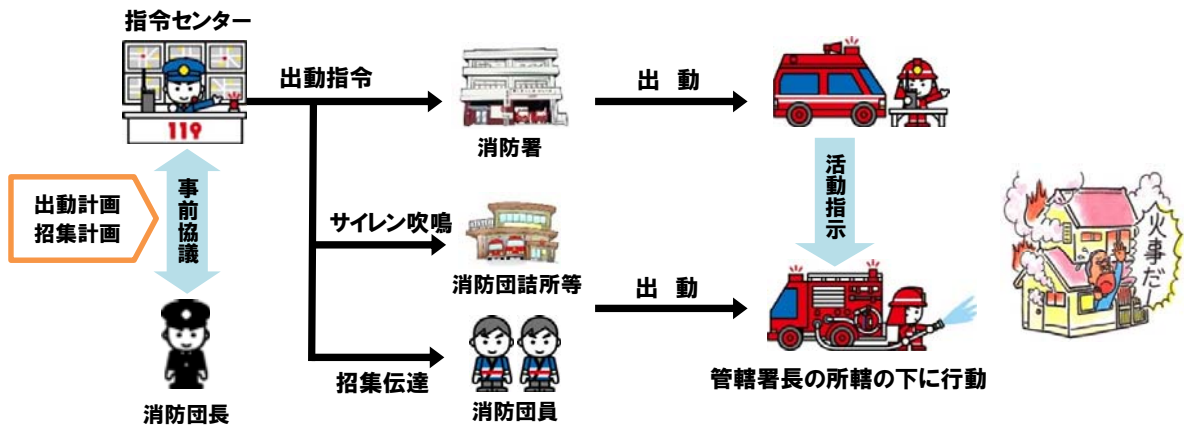 指令センター
119
出動指令
消防署
出 動
出動計画
招集計画
事前協議
サイレン吹鳴
消防団詰所等
出 動
活動指示
火事だ
招集伝達
消防団長
消防団員
管轄署長の所轄の下に行動